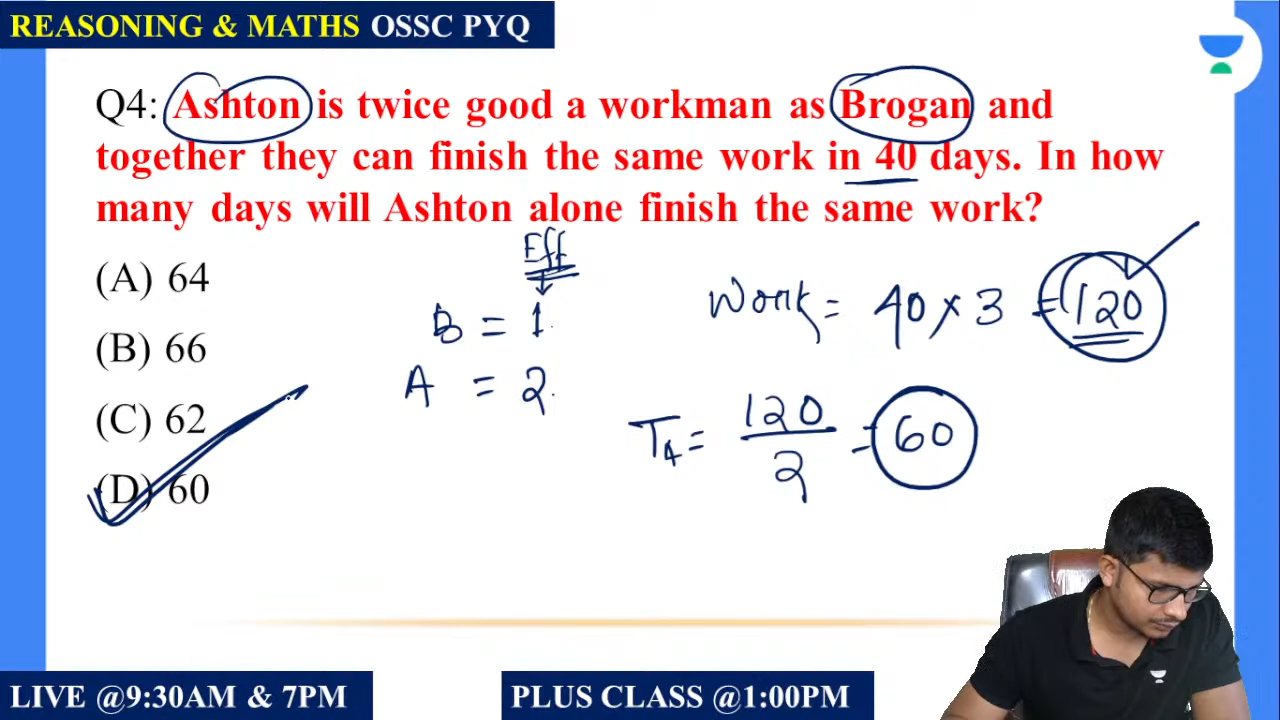 REASONING & MATHS OSSC PYQ
Q4: Ashton is twice good a workman as Brogan and
together they can finish the same work in 40 days. In how
many days will Ashton alone finish the same work?
Eff
(A) 64
Work = 40 × 3 = 120
B = 1
(B) 66
A = 2
(C) 62
T4 = 120/2 = 60
(D) 60
LIVE @9:30AM & 7PM
PLUS CLASS @1:00PM